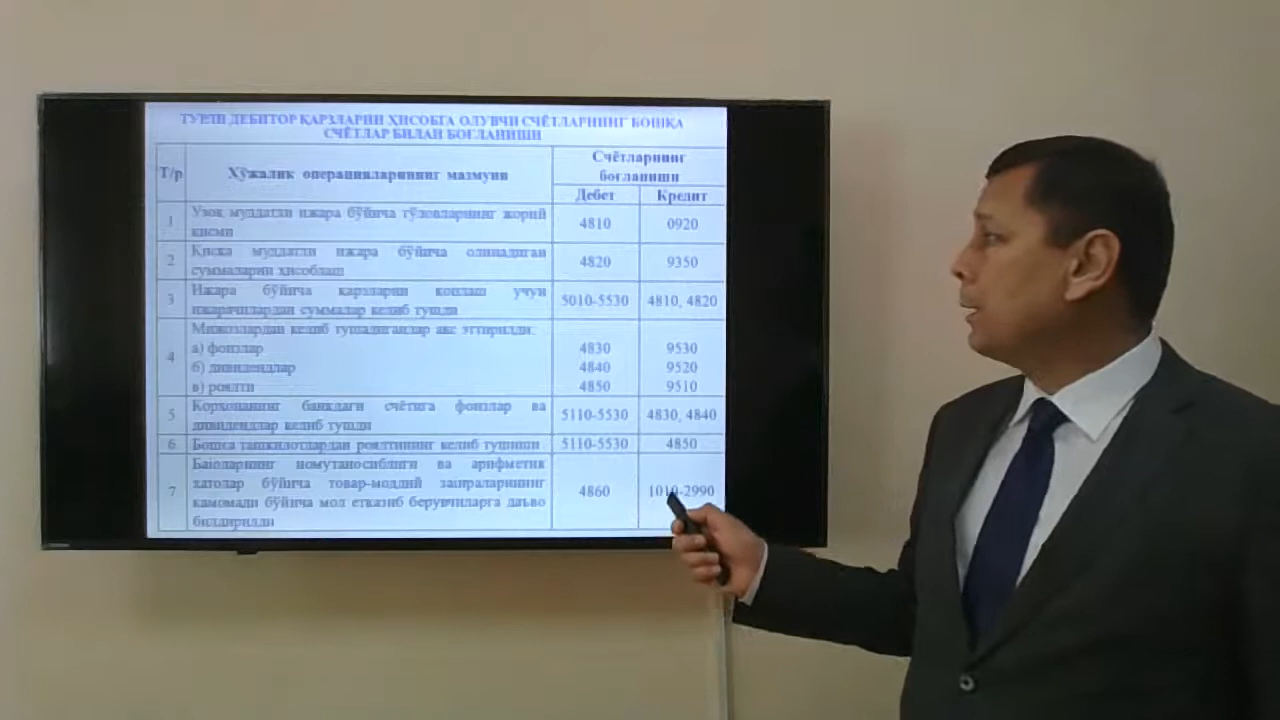 ТУРЛИ ДЕБИТОР ҚАРЗЛАРНИ ҲИСОБГА ОЛУВЧИ СЧЁТЛАРНИНГ БОШҚА
СЧЁТЛАР БИЛАН БОҒЛАНИШИ
Т/р
Хўжалик операцияларининг мазмуни
Счётларнинг
боғланиши
Дебет
Кредит
1
Узоқ муддатли ижара бўйича тўловларнинг жорий
қисми
4810
0920
2
Қисқа муддатли ижара бўйича олинадиган
суммаларни ҳисоблаш
4820
9350
3
Ижара бўйича қарзларни қоплаш учун
ижарачилардан суммалар келиб тушди
5010-5530
4810, 4820
4
Мижозлардан келиб тушадиганлар акс эттирилди:
а) фоизлар
4830
9530
б) дивидендлар
4840
9520
в) роялти
4850
9510
5
Корхонанинг банкдаги счётига фоизлар ва
дивидендлар келиб тушди
5110-5530
4830, 4840
6
Бошқа ташкилотлардан роялтининг келиб тушиши
5110-5530
4850
7
Баҳоларнинг номутаносиблиги ва арифметик
хатолар бўйича товар-моддий заҳираларининг
камомади бўйича мол етказиб берувчиларга даъво
билдирилди
4860
1010-2990